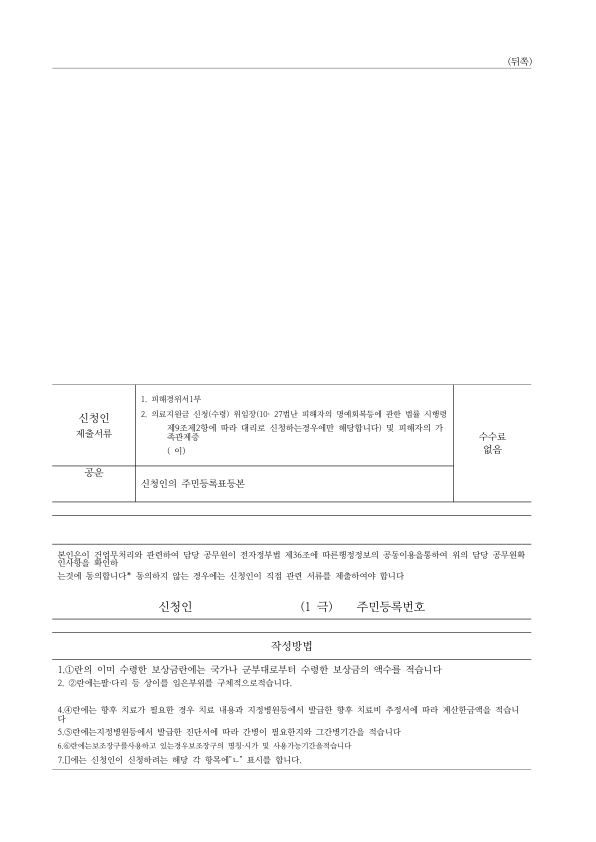 (뒤쪽)
신청인
제출서류
1. 피해경위서1부
2. 의료지원금 신청(수령) 위임장(10· 27법난 피해자의 명예회복등에 관한 법률 시행령
제9조제2항에 따라 대리로 신청하는경우에만 해당합니다) 및 피해자의 가
족관계증
( 이)
수수료
없음
공운
신청인의 주민등록표등본
본인은이 건업무처리와 관련하여 담당 공무원이 전자정부법 제36조에 따른행정정보의 공동이용을통하여 위의 담당 공무원확
인사항을 확인하
는것에 동의합니다* 동의하지 않는 경우에는 신청인이 직접 관련 서류를 제출하여야 합니다
신청인 (1 극) 주민등록번호
작성방법
1.①란의 이미 수령한 보상금란에는 국가나 군부대로부터 수령한 보상금의 액수를 적습니다
2. ②란에는팔·다리 등 상이를 입은부위를 구체적으로적습니다.
4.④란에는 향후 치료가 필요한 경우 치료 내용과 지정병원등에서 발급한 향후 치료비 추정서에 따라 계산한금액을 적습니
다
5.⑤란에는지정병원등에서 발급한 진단서에 따라 간병이 필요한지와 그간병기간을 적습니다
6.⑥란에는보조장구를사용하고 있는경우보조장구의 명칭·시가 및 사용가능기간을적습니다
7.[]에는 신청인이 신청하려는 해당 각 항목에"ㄴ" 표시를 합니다.